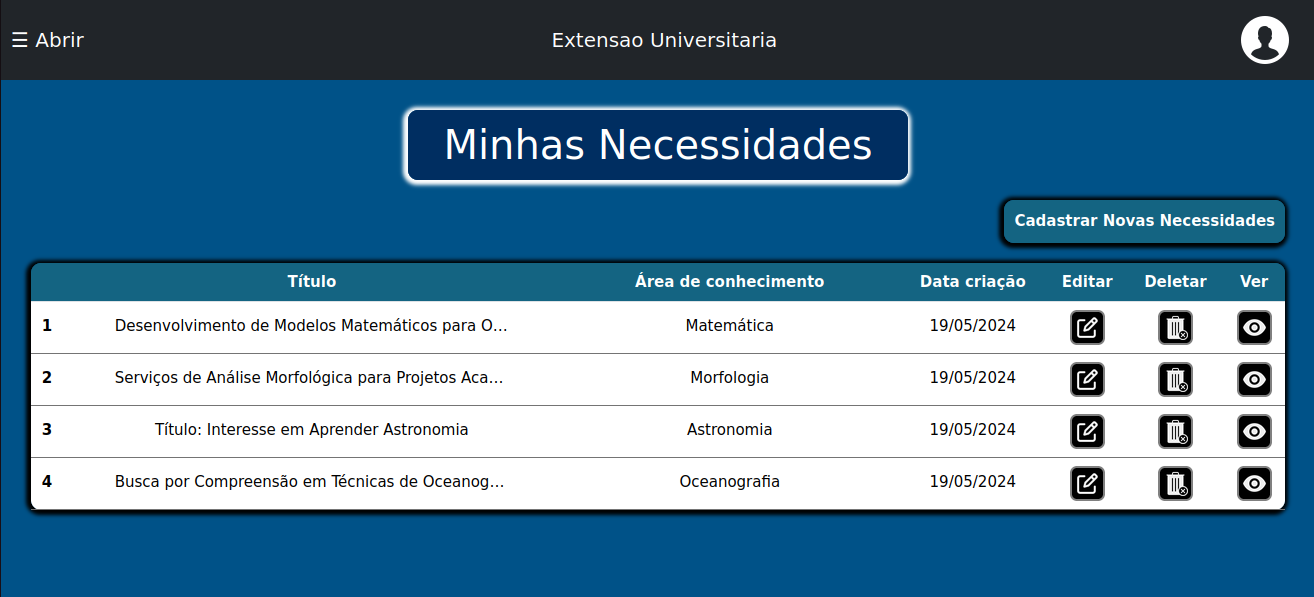 ☰ Abrir Extensao Universitaria
Minhas Necessidades
Cadastrar Novas Necessidades
Título Área de conhecimento Data criação Editar Deletar Ver
1 Desenvolvimento de Modelos Matemáticos para O... Matemática 19/05/2024
2 Serviços de Análise Morfológica para Projetos Aca... Morfologia 19/05/2024
3 Título: Interesse em Aprender Astronomia Astronomia 19/05/2024
4 Busca por Compreensão em Técnicas de Oceanog... Oceanografia 19/05/2024